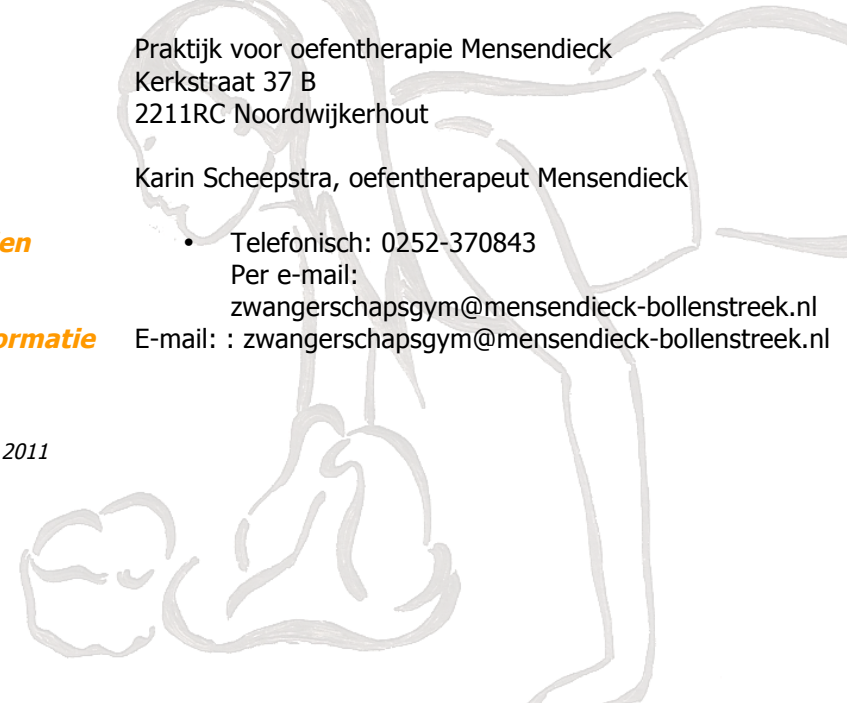 Praktijk voor oefentherapie Mensendieck
Kerkstraat 37 B
2211RC Noordwijkerhout
Karin Scheepstra, oefentherapeut Mensendieck
en • Telefonisch: 0252-370843
Per e-mail:
zwangerschapsgym@mensendieck-bollenstreek.nl
ormatie E-mail: : zwangerschapsgym@mensendieck-bollenstreek.nl
2011